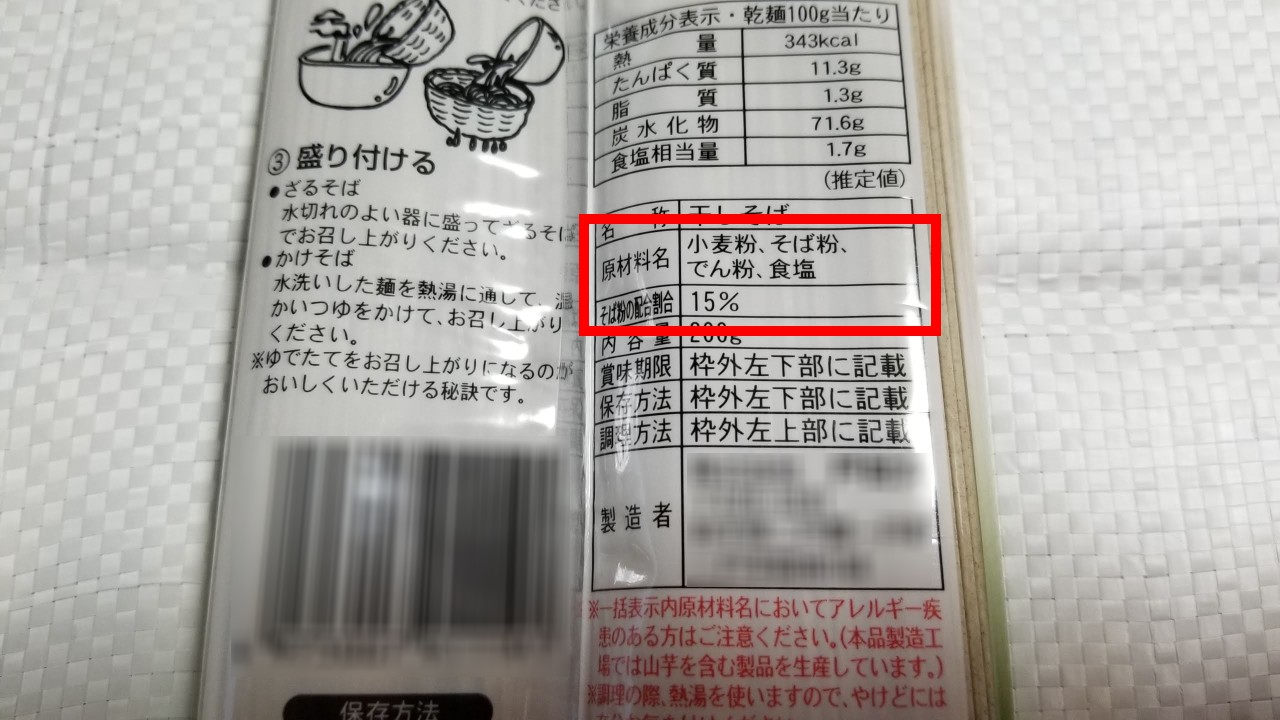 ③盛り付ける
●ざるそば
水切れのよい器に盛ってざるそば
でお召し上がりください。
●かけそば
水洗いした麺を熱湯に通して、温
かいつゆをかけて、お召し上がり
ください。
※ゆでたてをお召し上がりになるのが
おいしくいただける秘訣です。
保存方法
栄養成分表示・乾麺100g当たり
熱量 343kcal
たんぱく質 11.3g
脂質 1.3g
炭水化物 71.6g
食塩相当量 1.7g
(推定値)
名称 干しそば
原材料名 小麦粉、そば粉、
でん粉、食塩
そば粉の配合割合 15%
内容量 200g
賞味期限 枠外左下部に記載
保存方法 枠外左下部に記載
調理方法 枠外左上部に記載
製造者
※一括表示内原材料名においてアレルギー疾
患のある方はご注意ください。(本品製造工
場では山芋を含む製品を生産しています。)
※調理の際、熱湯を使いますので、やけどには